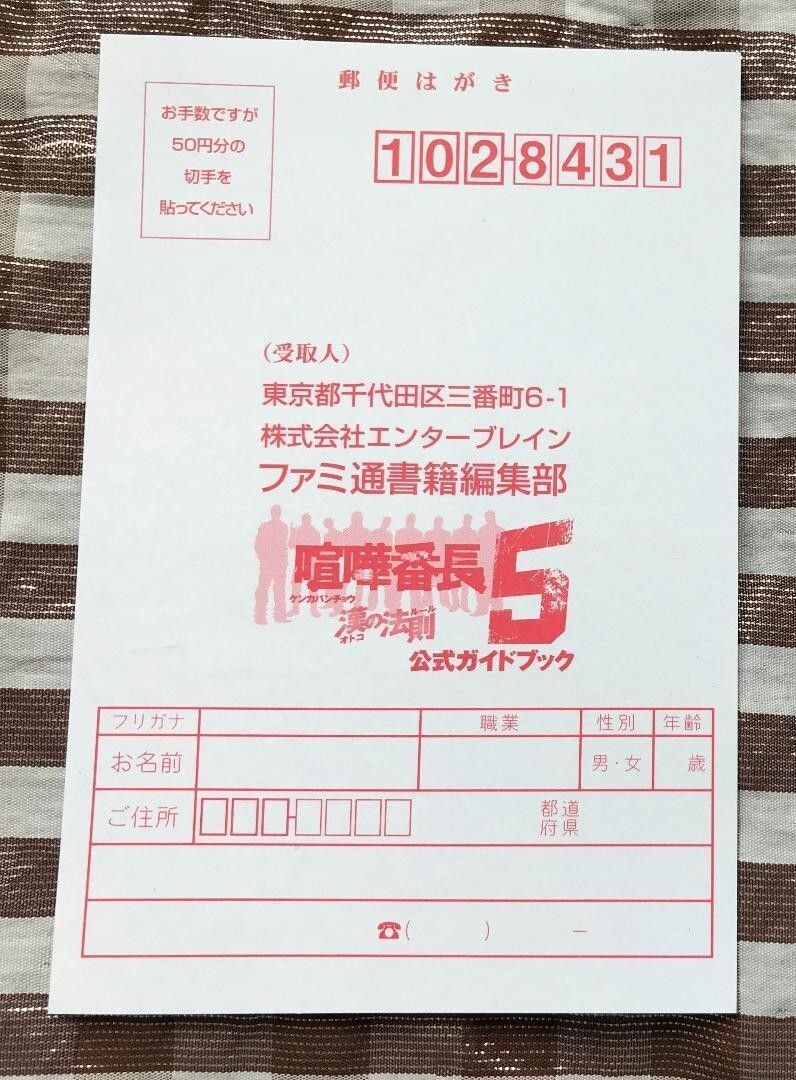 郵便はがき
お手数ですが
50円分の
切手を
貼ってください
102-8431
（受取人）
東京都千代田区三番町6-1
株式会社エンターブレイン
ファミ通書籍編集部
喧嘩番長5
ケンカバンチョウ
漢の法則
オトコ ルール
公式ガイドブック
フリガナ 職業 性別 年齢
お名前 男・女 歳
ご住所 - 都道府県
☎( ) －